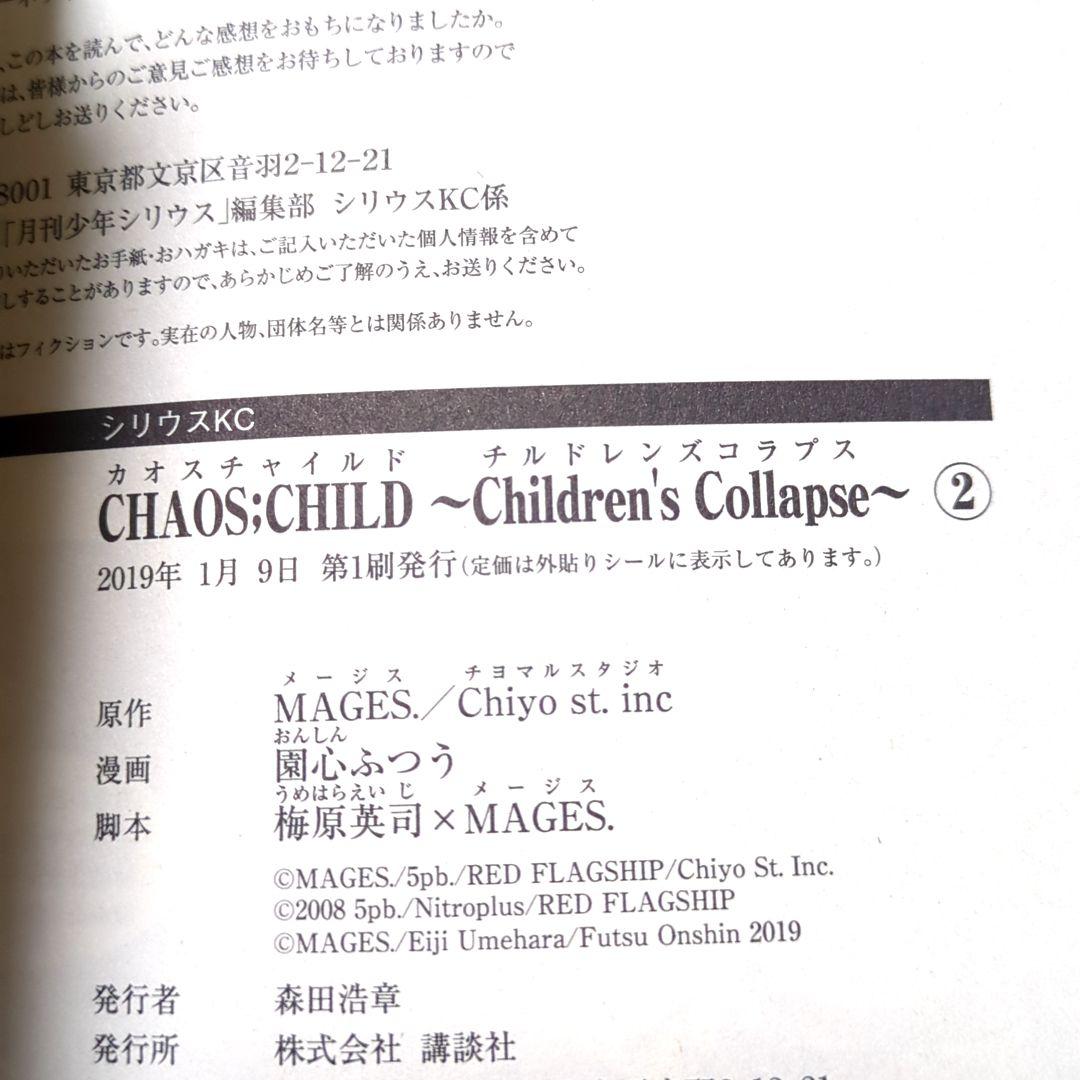 、この本を読んで、どんな感想をおもちになりましたか。
は、皆様からのご意見ご感想をお待ちしておりますので
しどしお送りください。
8001 東京都文京区音羽2-12-21
「月刊少年シリウス」編集部 シリウスKC係
いただいたお手紙・おハガキは、ご記入いただいた個人情報を含めて
しすることがありますので、あらかじめご了解のうえ、お送りください。
はフィクションです。実在の人物、団体名等とは関係ありません。
シリウスKC
カオスチャイルド チルドレンズコラプス
CHAOS;CHILD ～Children's Collapse～ ②
2019年 1月 9日 第1刷発行(定価は外貼りシールに表示してあります。)
メージス チヨマルスタジオ
原作 MAGES.／Chiyo st. inc
おんしん
漫画 園心ふつう
うめはらえいじ メージス
脚本 梅原英司×MAGES.
©MAGES./5pb./RED FLAGSHIP/Chiyo St. Inc.
©2008 5pb./Nitroplus/RED FLAGSHIP
©MAGES./Eiji Umehara/Futsu Onshin 2019
発行者 森田浩章
発行所 株式会社 講談社